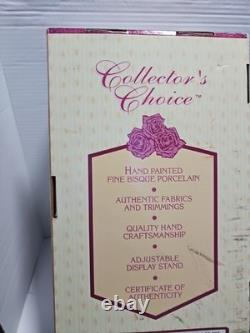 Collector's
Choice™
HAND PAINTED
FINE BISQUE PORCELAIN
•
AUTHENTIC FABRICS
AND TRIMMINGS
•
QUALITY HAND
CRAFTSMANSHIP
•
ADJUSTABLE
DISPLAY STAND
•
CERTIFICATE OF
AUTHENTICITY